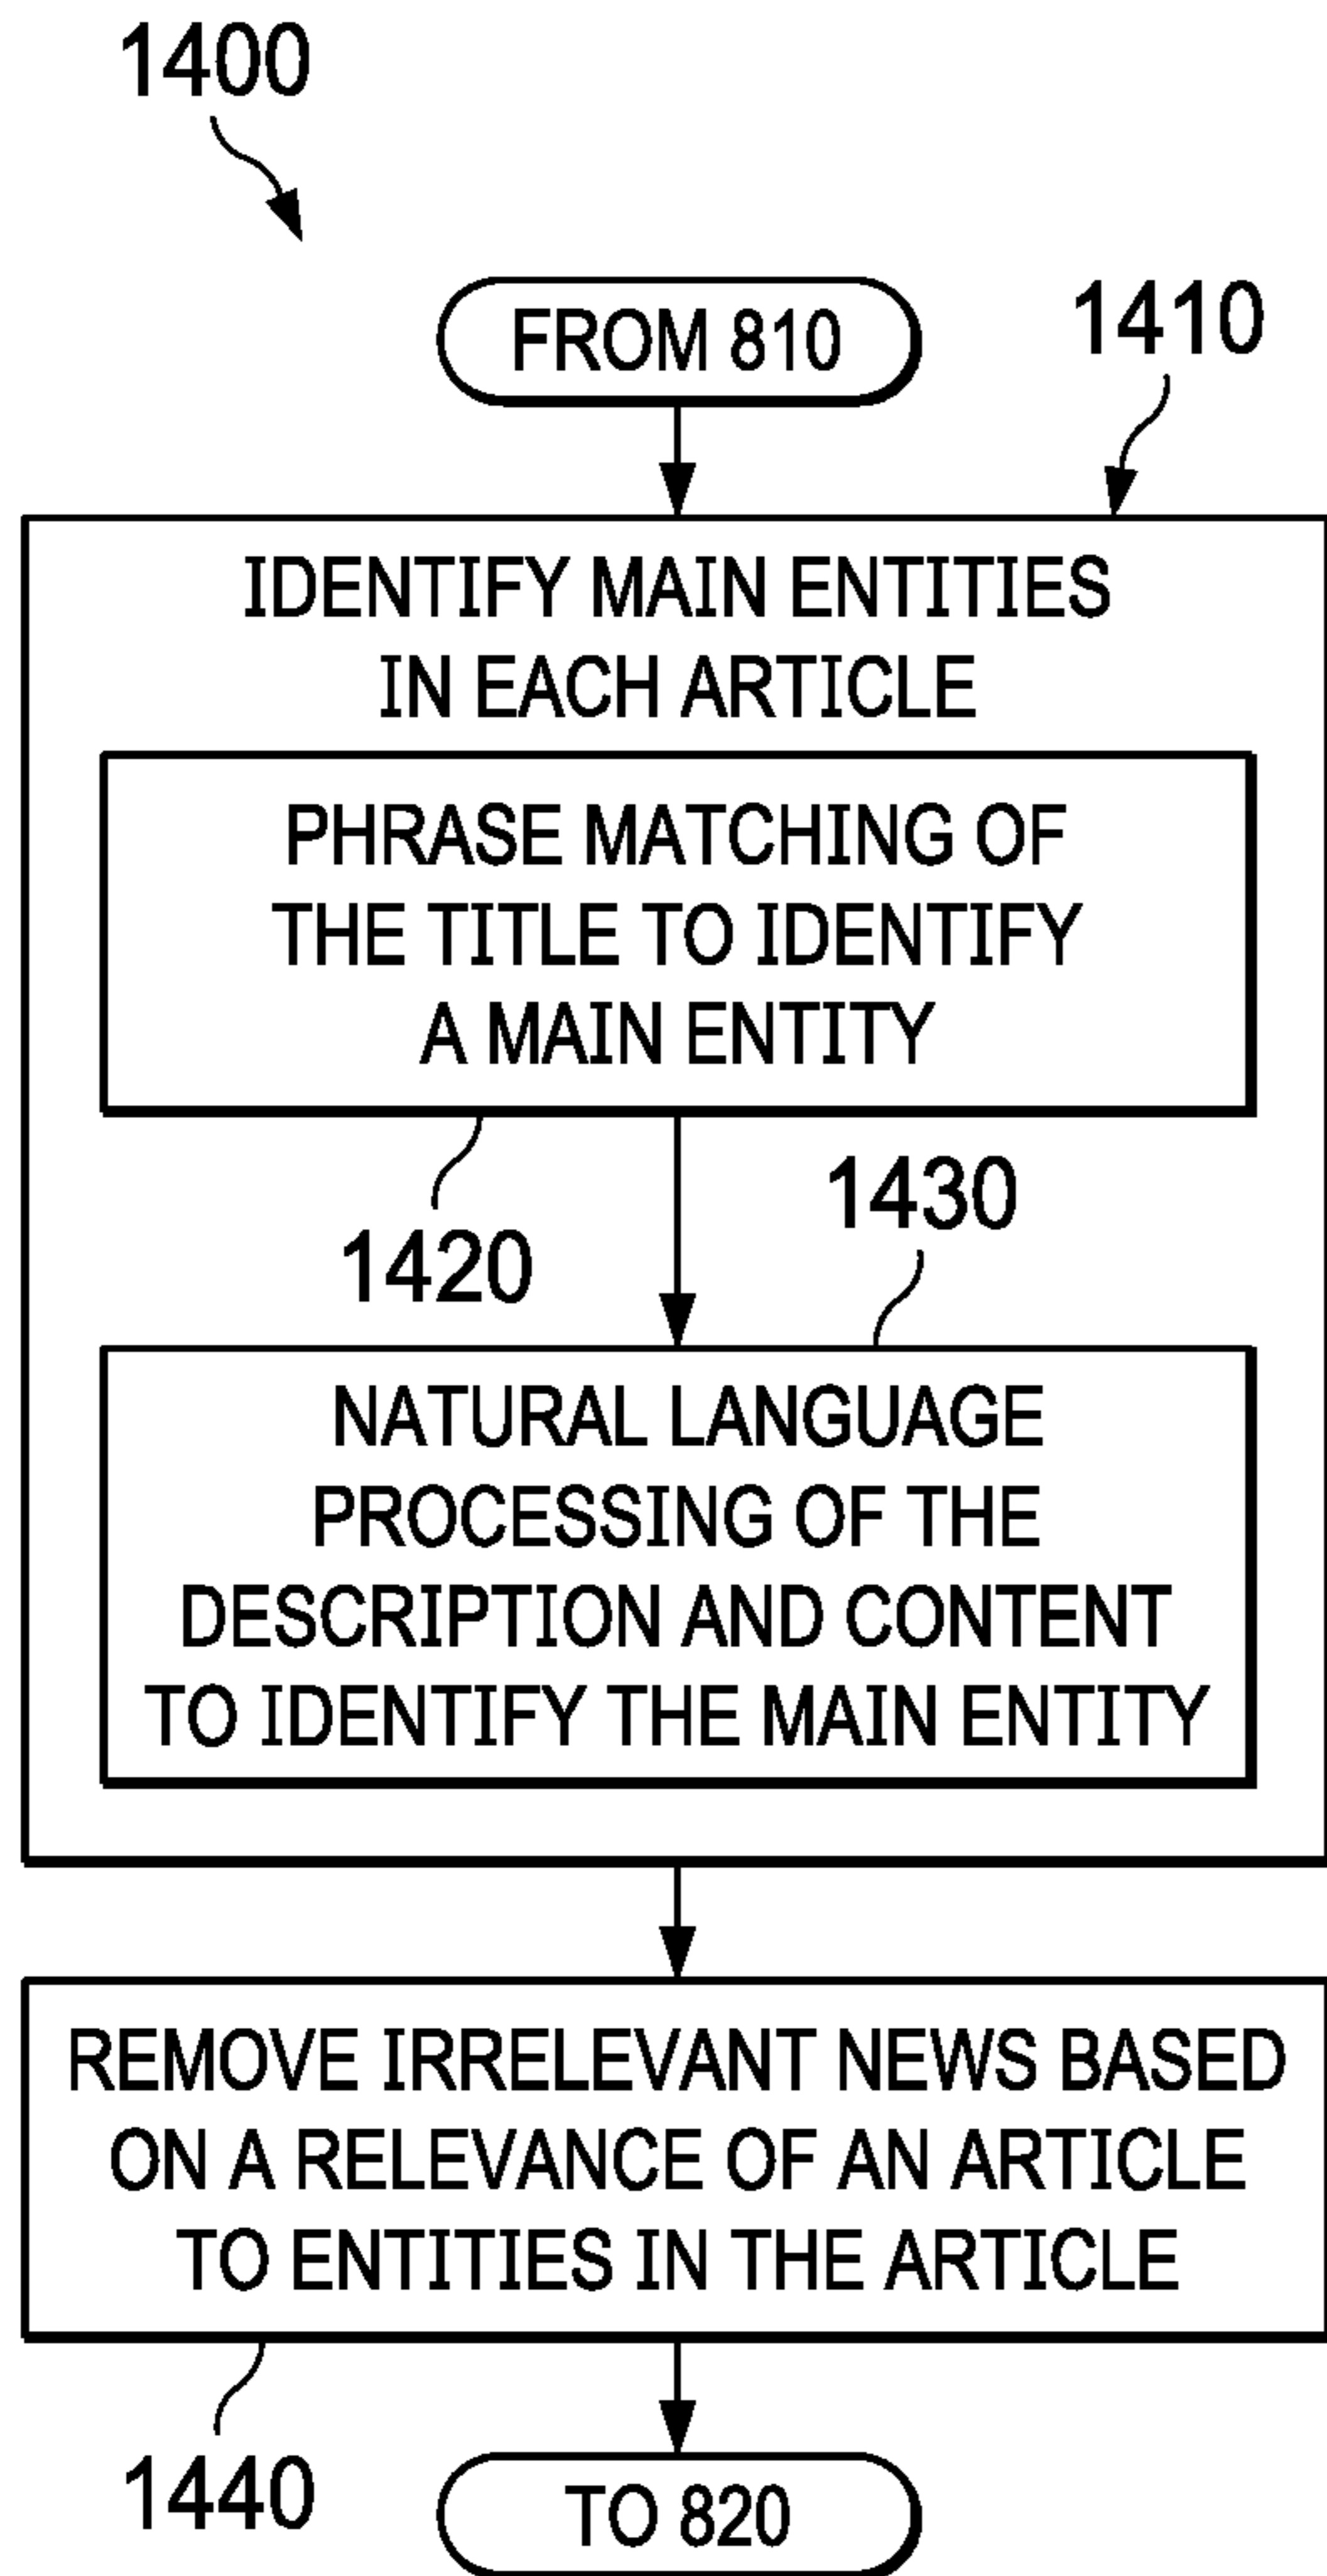 1400
FROM 810
1410
IDENTIFY MAIN ENTITIES
IN EACH ARTICLE
PHRASE MATCHING OF
THE TITLE TO IDENTIFY
A MAIN ENTITY
1420
1430
NATURAL LANGUAGE
PROCESSING OF THE
DESCRIPTION AND CONTENT
TO IDENTIFY THE MAIN ENTITY
REMOVE IRRELEVANT NEWS BASED
ON A RELEVANCE OF AN ARTICLE
TO ENTITIES IN THE ARTICLE
1440
TO 820